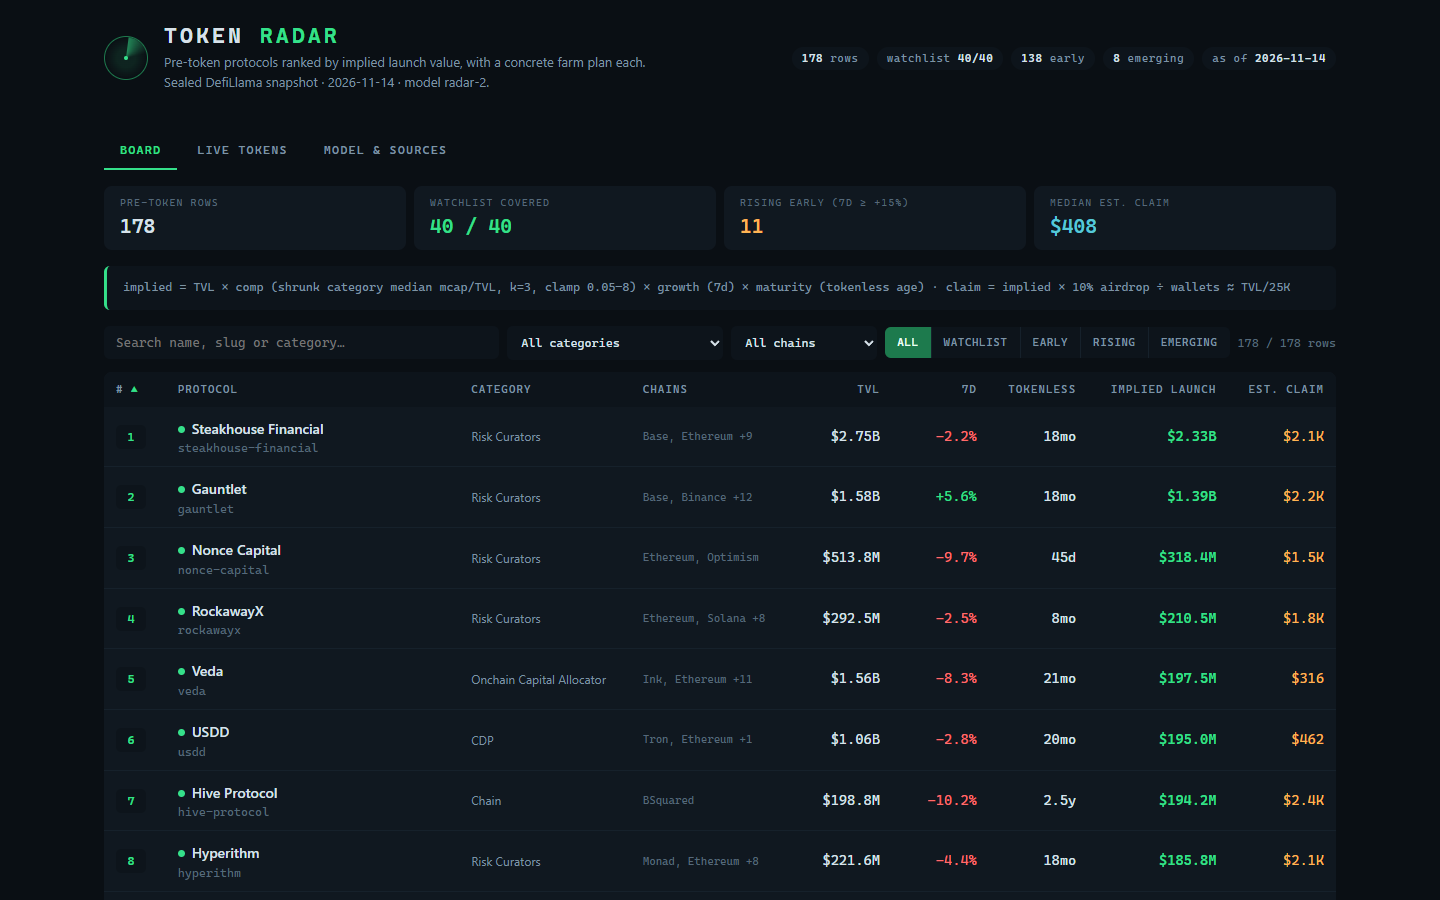 TOKEN RADAR
Pre-token protocols ranked by implied launch value, with a concrete farm plan each.
Sealed DefiLlama snapshot · 2026-11-14 · model radar-2.
178 rows
watchlist 40/40
138 early
8 emerging
as of 2026-11-14
BOARD
LIVE TOKENS
MODEL & SOURCES
PRE-TOKEN ROWS
178
WATCHLIST COVERED
40 / 40
RISING EARLY (7D ≥ +15%)
11
MEDIAN EST. CLAIM
$408
implied = TVL × comp (shrunk category median mcap/TVL, k=3, clamp 0.05–8) × growth (7d) × maturity (tokenless age) · claim = implied × 10% airdrop ÷ wallets ≈ TVL/25K
Search name, slug or category…
All categories
All chains
ALL
WATCHLIST
EARLY
RISING
EMERGING
178 / 178 rows
# ▲ PROTOCOL CATEGORY CHAINS TVL 7D TOKENLESS IMPLIED LAUNCH EST. CLAIM
1 Steakhouse Financial Risk Curators Base, Ethereum +9 $2.75B −2.2% 18mo $2.33B $2.1K
steakhouse-financial
2 Gauntlet Risk Curators Base, Binance +12 $1.58B +5.6% 18mo $1.39B $2.2K
gauntlet
3 Nonce Capital Risk Curators Ethereum, Optimism $513.8M −9.7% 45d $318.4M $1.5K
nonce-capital
4 RockawayX Risk Curators Ethereum, Solana +8 $292.5M −2.5% 8mo $210.5M $1.8K
rockawayx
5 Veda Onchain Capital Allocator Ink, Ethereum +11 $1.56B −8.3% 21mo $197.5M $316
veda
6 USDD CDP Tron, Ethereum +1 $1.06B −2.8% 20mo $195.0M $462
usdd
7 Hive Protocol Chain BSquared $198.8M −10.2% 2.5y $194.2M $2.4K
hive-protocol
8 Hyperithm Risk Curators Monad, Ethereum +8 $221.6M −4.4% 18mo $185.8M $2.1K
hyperithm